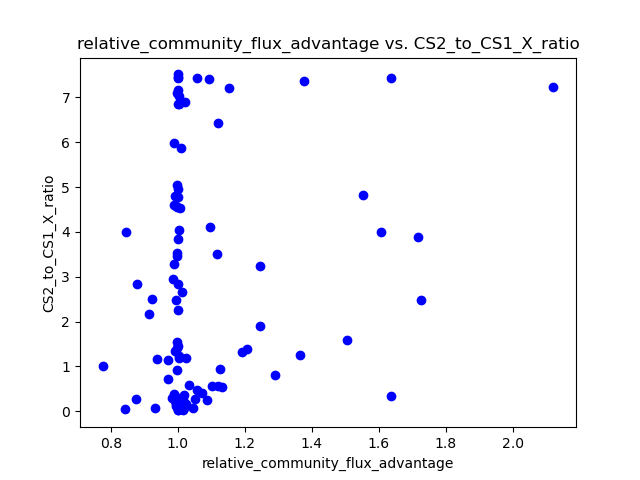 relative_community_flux_advantage vs. CS2_to_CS1_X_ratio
CS2_to_CS1_X_ratio
7
6
5
4
3
2
1
0
0.8 1.0 1.2 1.4 1.6 1.8 2.0
relative_community_flux_advantage